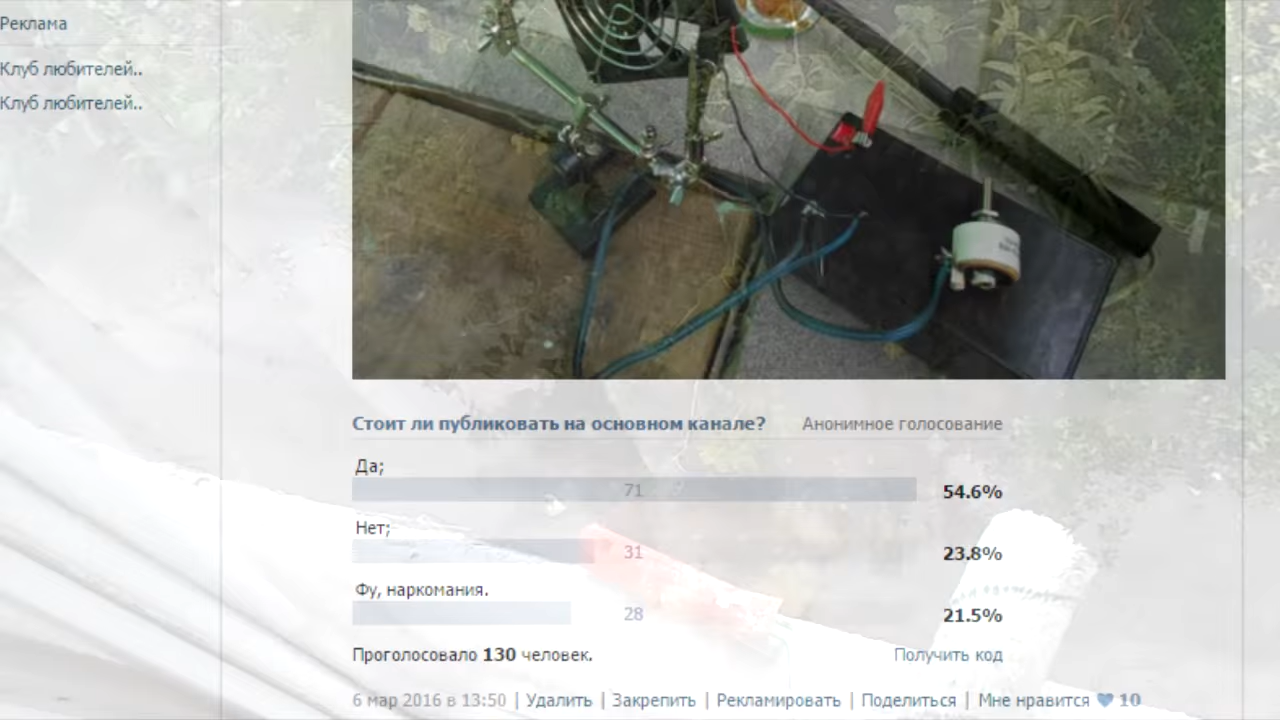 Реклама
Клуб любителей..
Клуб любителей..
Стоит ли публиковать на основном канале? Анонимное голосование
Да;
71 54.6%
Нет;
31 23.8%
Фу, наркомания.
28 21.5%
Проголосовало 130 человек. Получить код
6 мар 2016 в 13:50 | Удалить | Закрепить | Рекламировать | Поделиться | Мне нравится 10